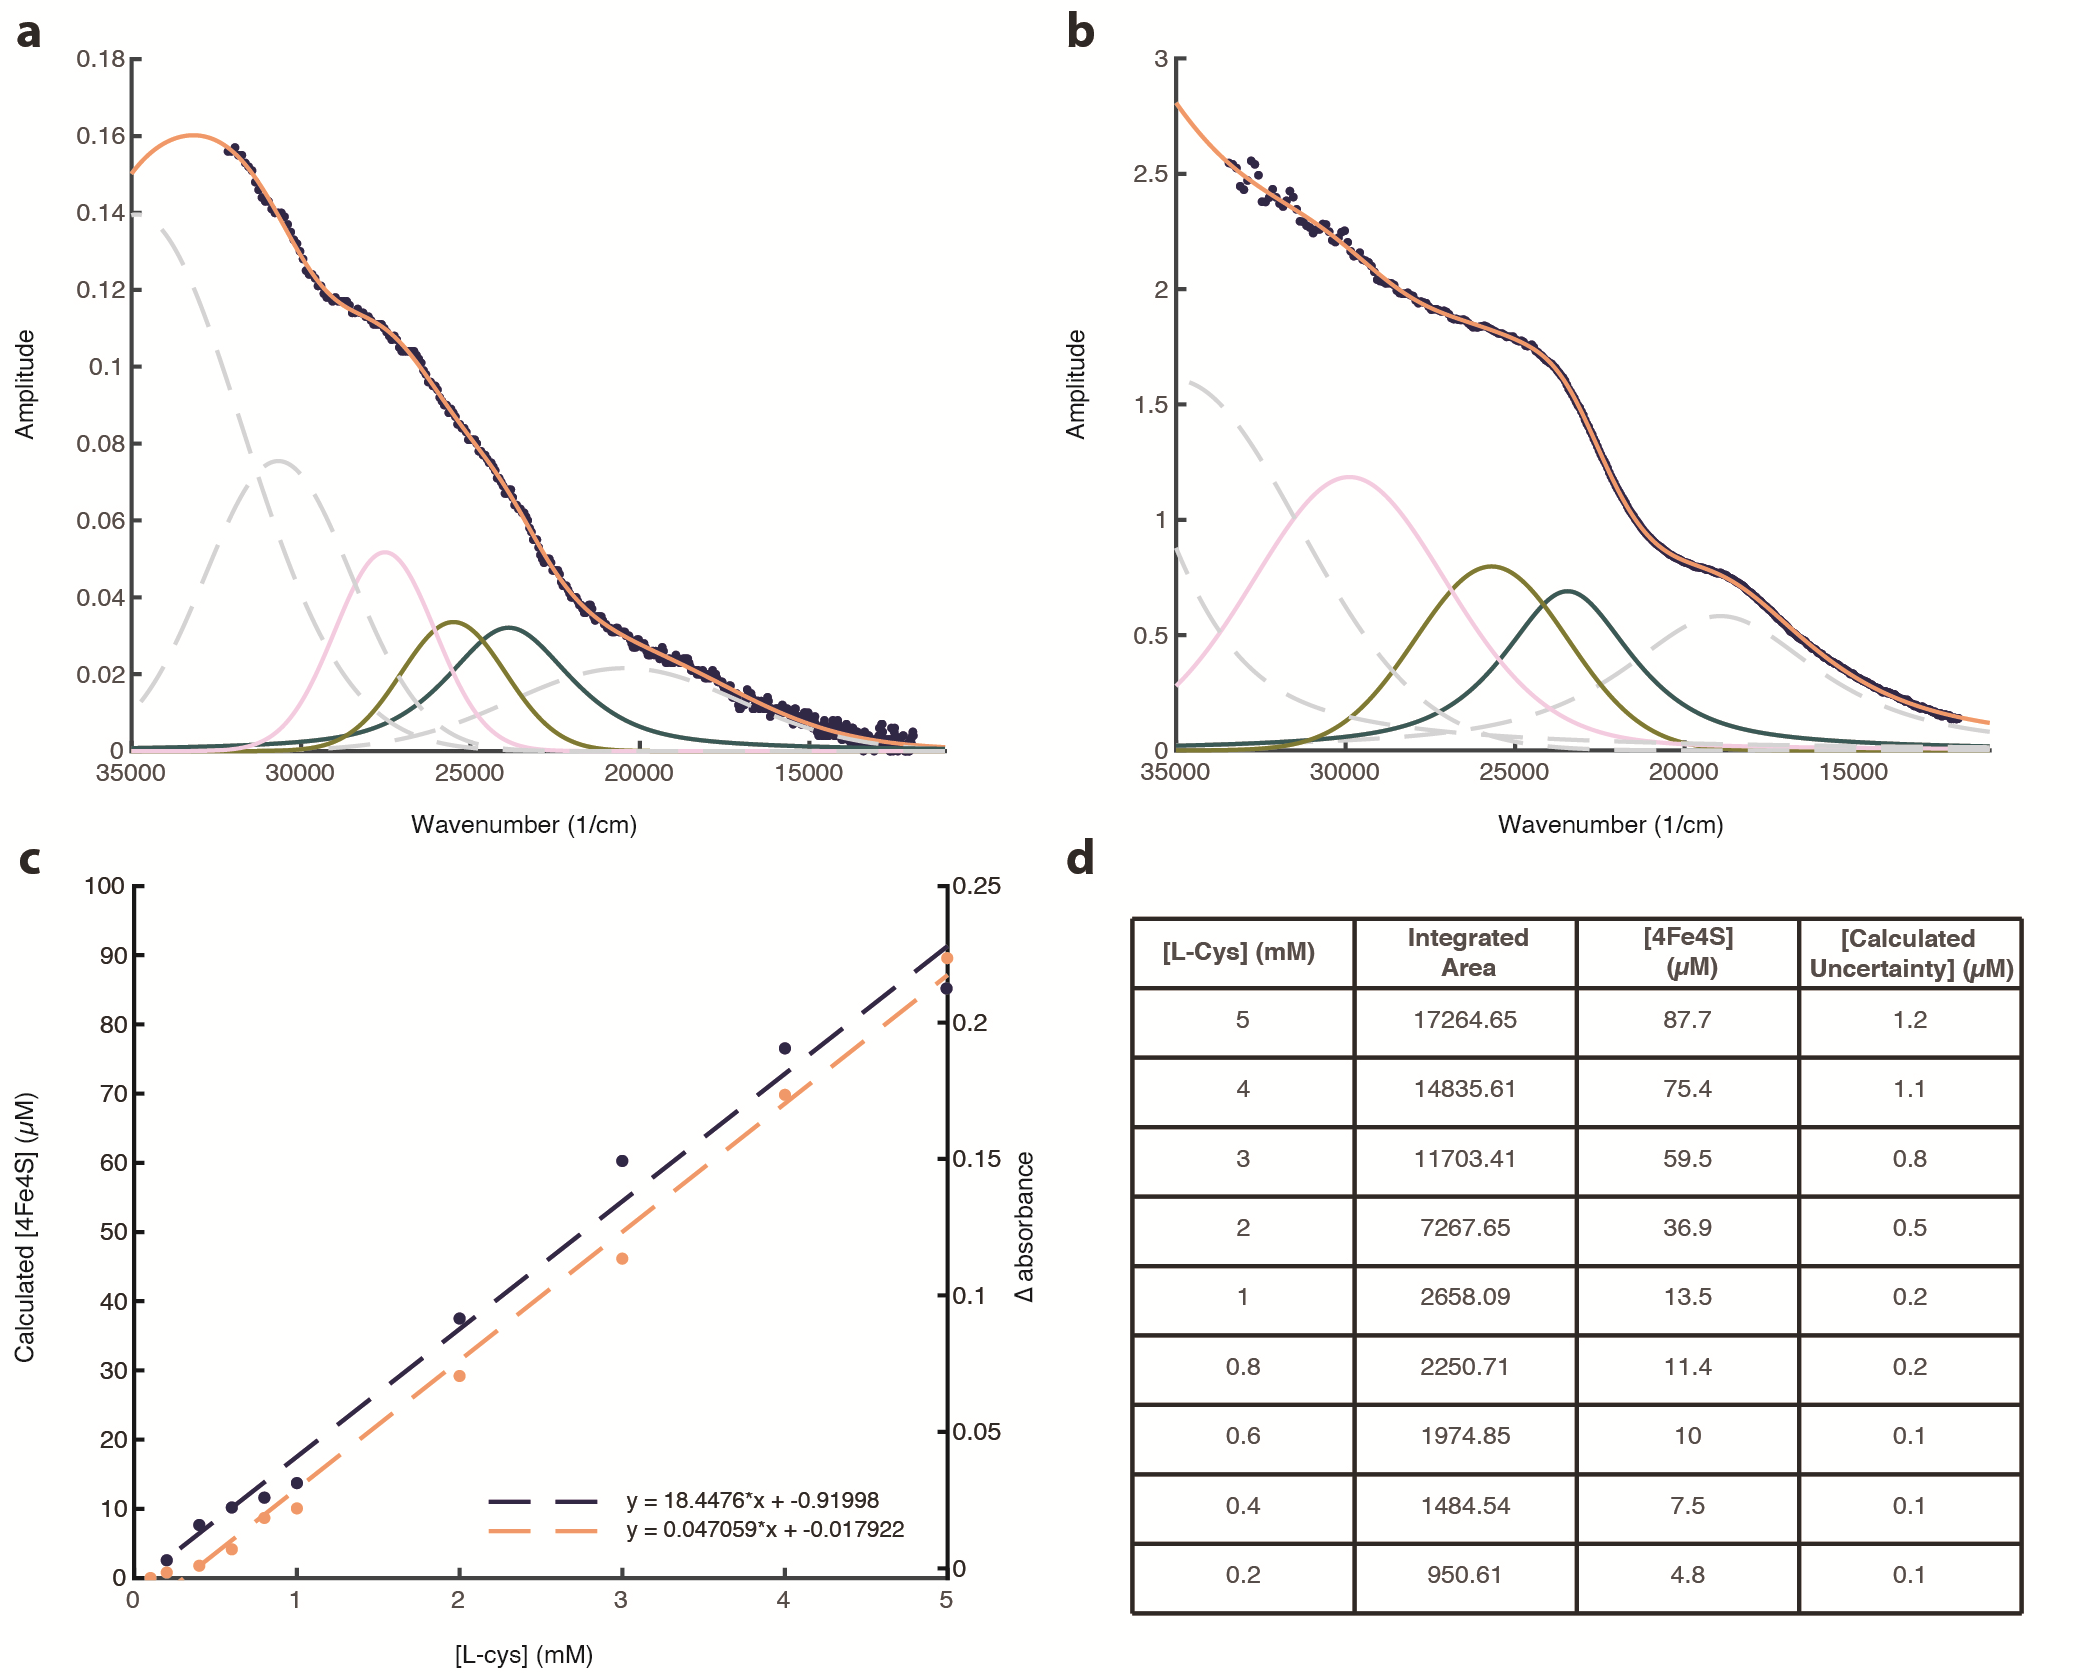 a
0.18
0.16
0.14
0.12
0.1
0.08
0.06
0.04
0.02
0
Amplitude
35000 30000 25000 20000 15000
Wavenumber (1/cm)
b
3
2.5
2
1.5
1
0.5
0
Amplitude
35000 30000 25000 20000 15000
Wavenumber (1/cm)
c
100
90
80
70
60
50
40
30
20
10
0
Calculated [4Fe4S] (µM)
0.25
0.2
0.15
0.1
0.05
0
Δ absorbance
y = 18.4476*x + -0.91998
y = 0.047059*x + -0.017922
0 1 2 3 4 5
[L-cys] (mM)
d
[L-Cys] (mM) Integrated Area [4Fe4S] (µM) [Calculated Uncertainty] (µM)
5 17264.65 87.7 1.2
4 14835.61 75.4 1.1
3 11703.41 59.5 0.8
2 7267.65 36.9 0.5
1 2658.09 13.5 0.2
0.8 2250.71 11.4 0.2
0.6 1974.85 10 0.1
0.4 1484.54 7.5 0.1
0.2 950.61 4.8 0.1